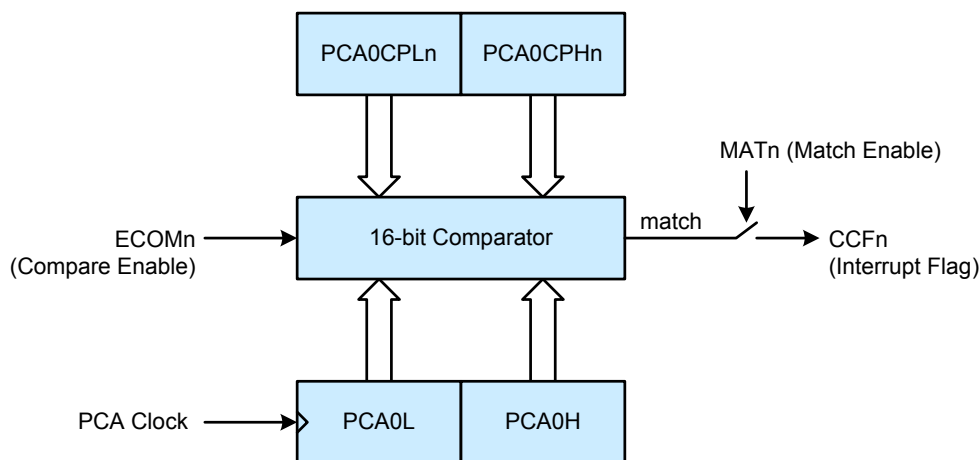 PCA0CPLn
PCA0CPHn
MATn (Match Enable)
ECOMn
(Compare Enable)
16-bit Comparator
match
CCFn
(Interrupt Flag)
PCA Clock
PCA0L
PCA0H